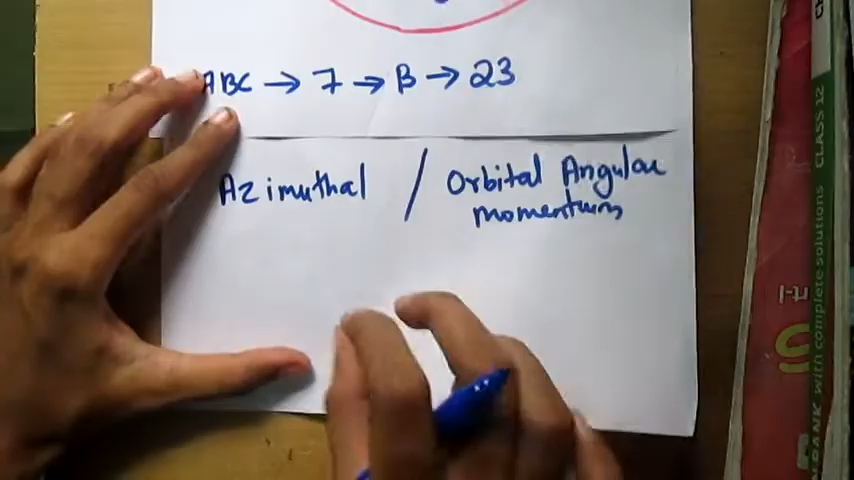 ABC → 7 → B → 23
Azimuthal / Orbital Angular
momentum
CLASS 12
with complete solutions
BANK